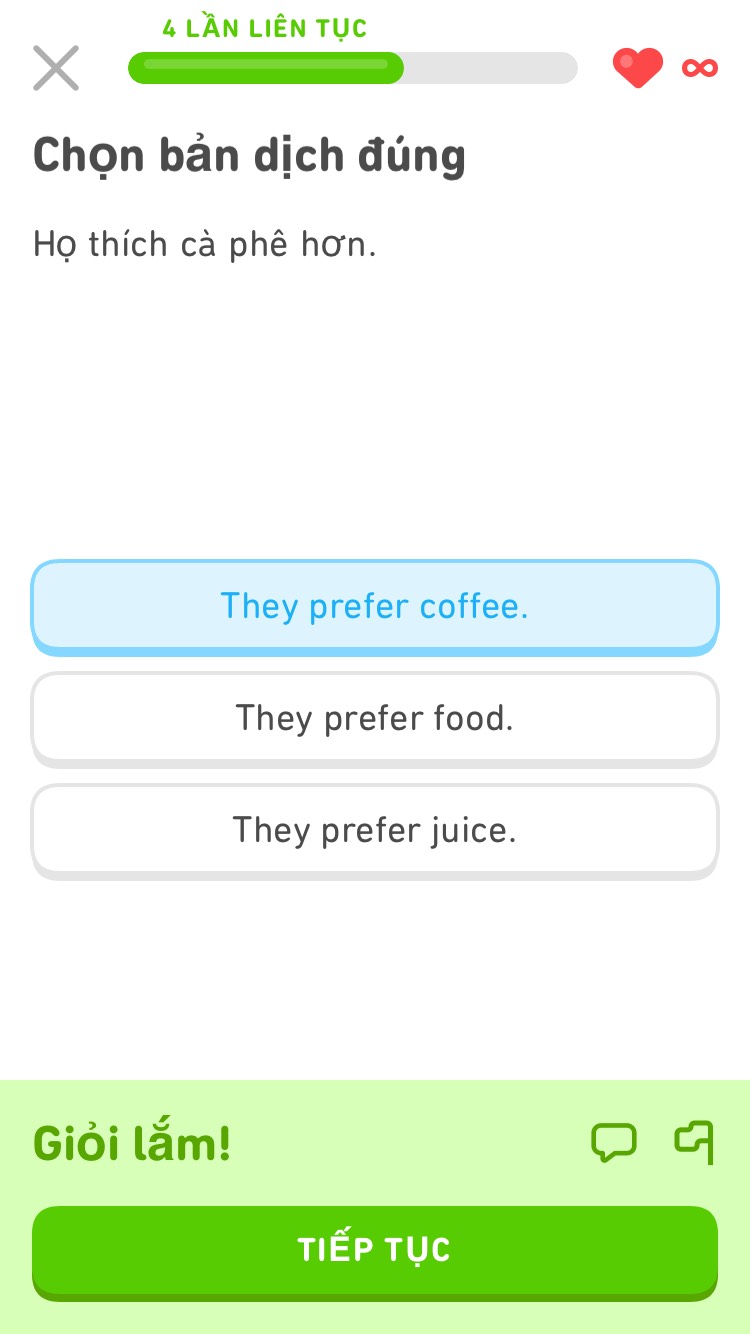 4 LẦN LIÊN TỤC
Chọn bản dịch đúng
Họ thích cà phê hơn.
They prefer coffee.
They prefer food.
They prefer juice.
Giỏi lắm!
TIẾP TỤC